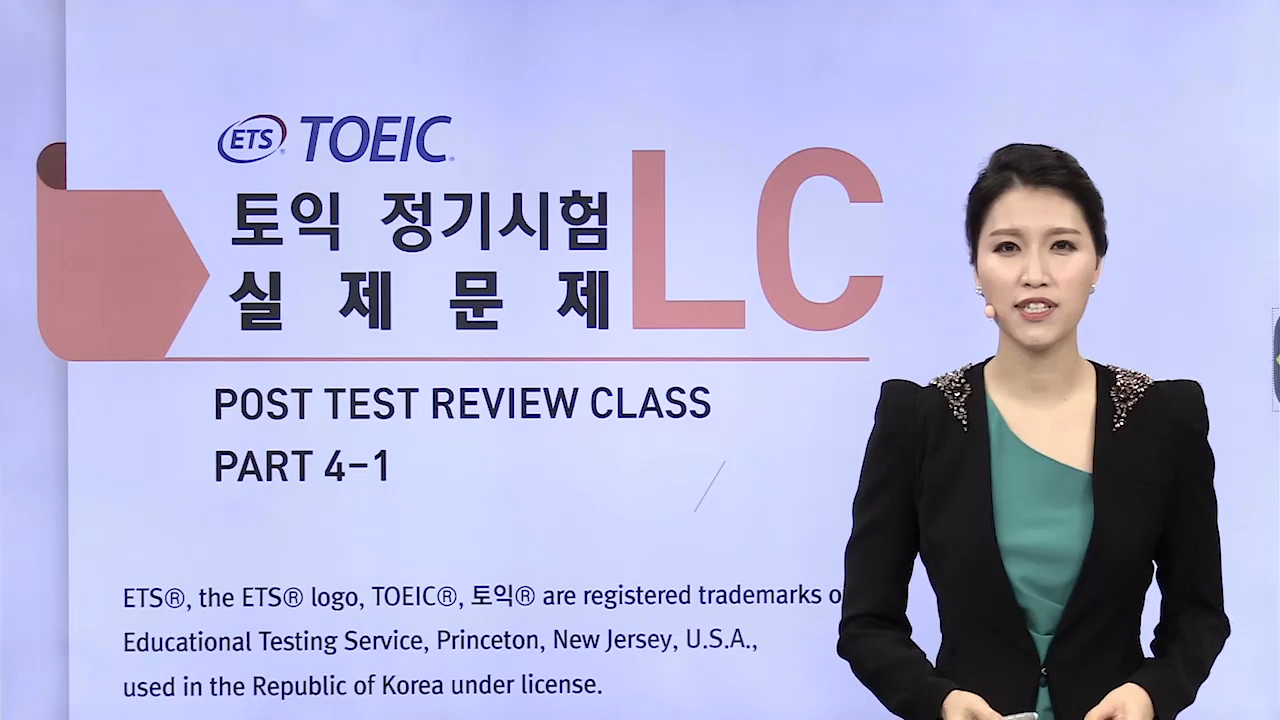 ETS® TOEIC®
토익 정기시험
실제문제 LC
POST TEST REVIEW CLASS
PART 4-1
ETS®, the ETS® logo, TOEIC®, 토익® are registered trademarks o
Educational Testing Service, Princeton, New Jersey, U.S.A.,
used in the Republic of Korea under license.